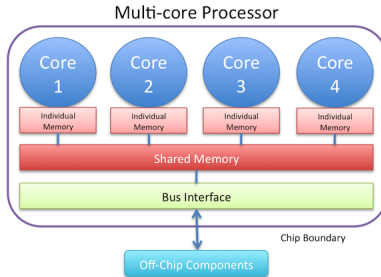 Multi-core Processor
Core
1
Core
2
Core
3
Core
4
Individual
Memory
Individual
Memory
Individual
Memory
Individual
Memory
Shared Memory
Bus Interface
Chip Boundary
Off-Chip Components